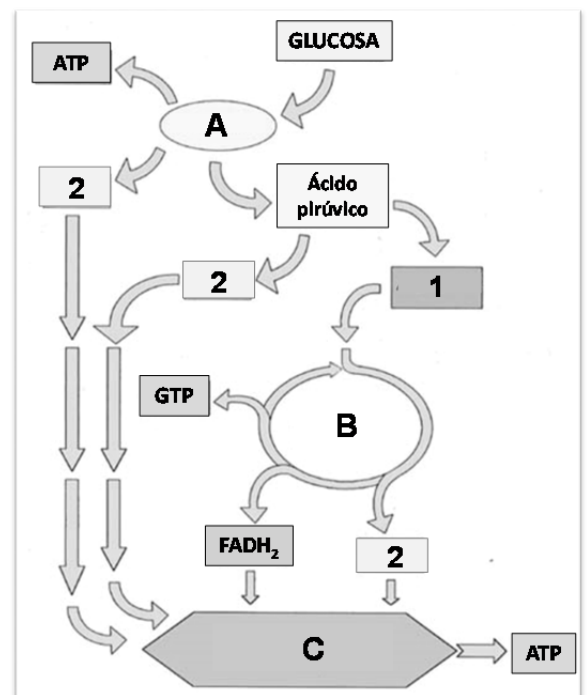 GLUCOSA
ATP
A
2
Ácido
pirúvico
2
1
GTP
B
FADH₂
2
C
ATP